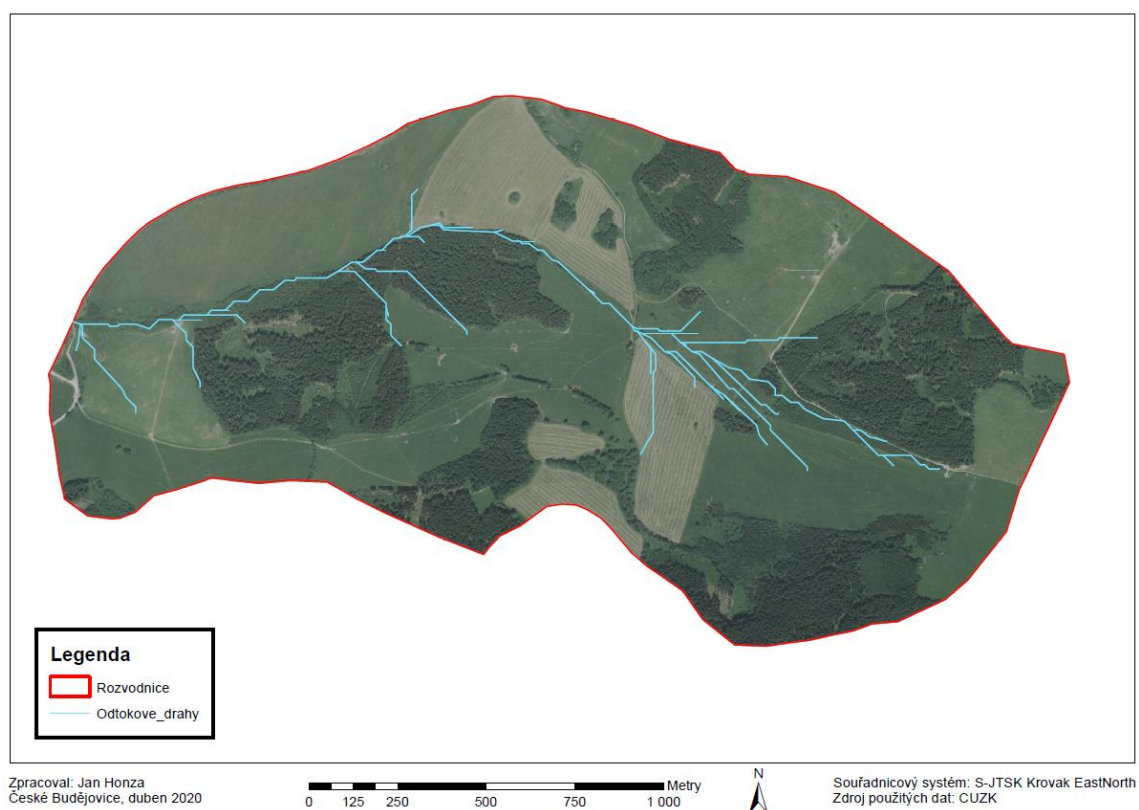 Legenda
Rozvodnice
Odtokove_drahy
Zpracoval: Jan Honza
České Budějovice, duben 2020
Metry
0 125 250 500 750 1 000
N
Souřadnicový systém: S-JTSK Krovak EastNorth
Zdroj použitých dat: CUZK